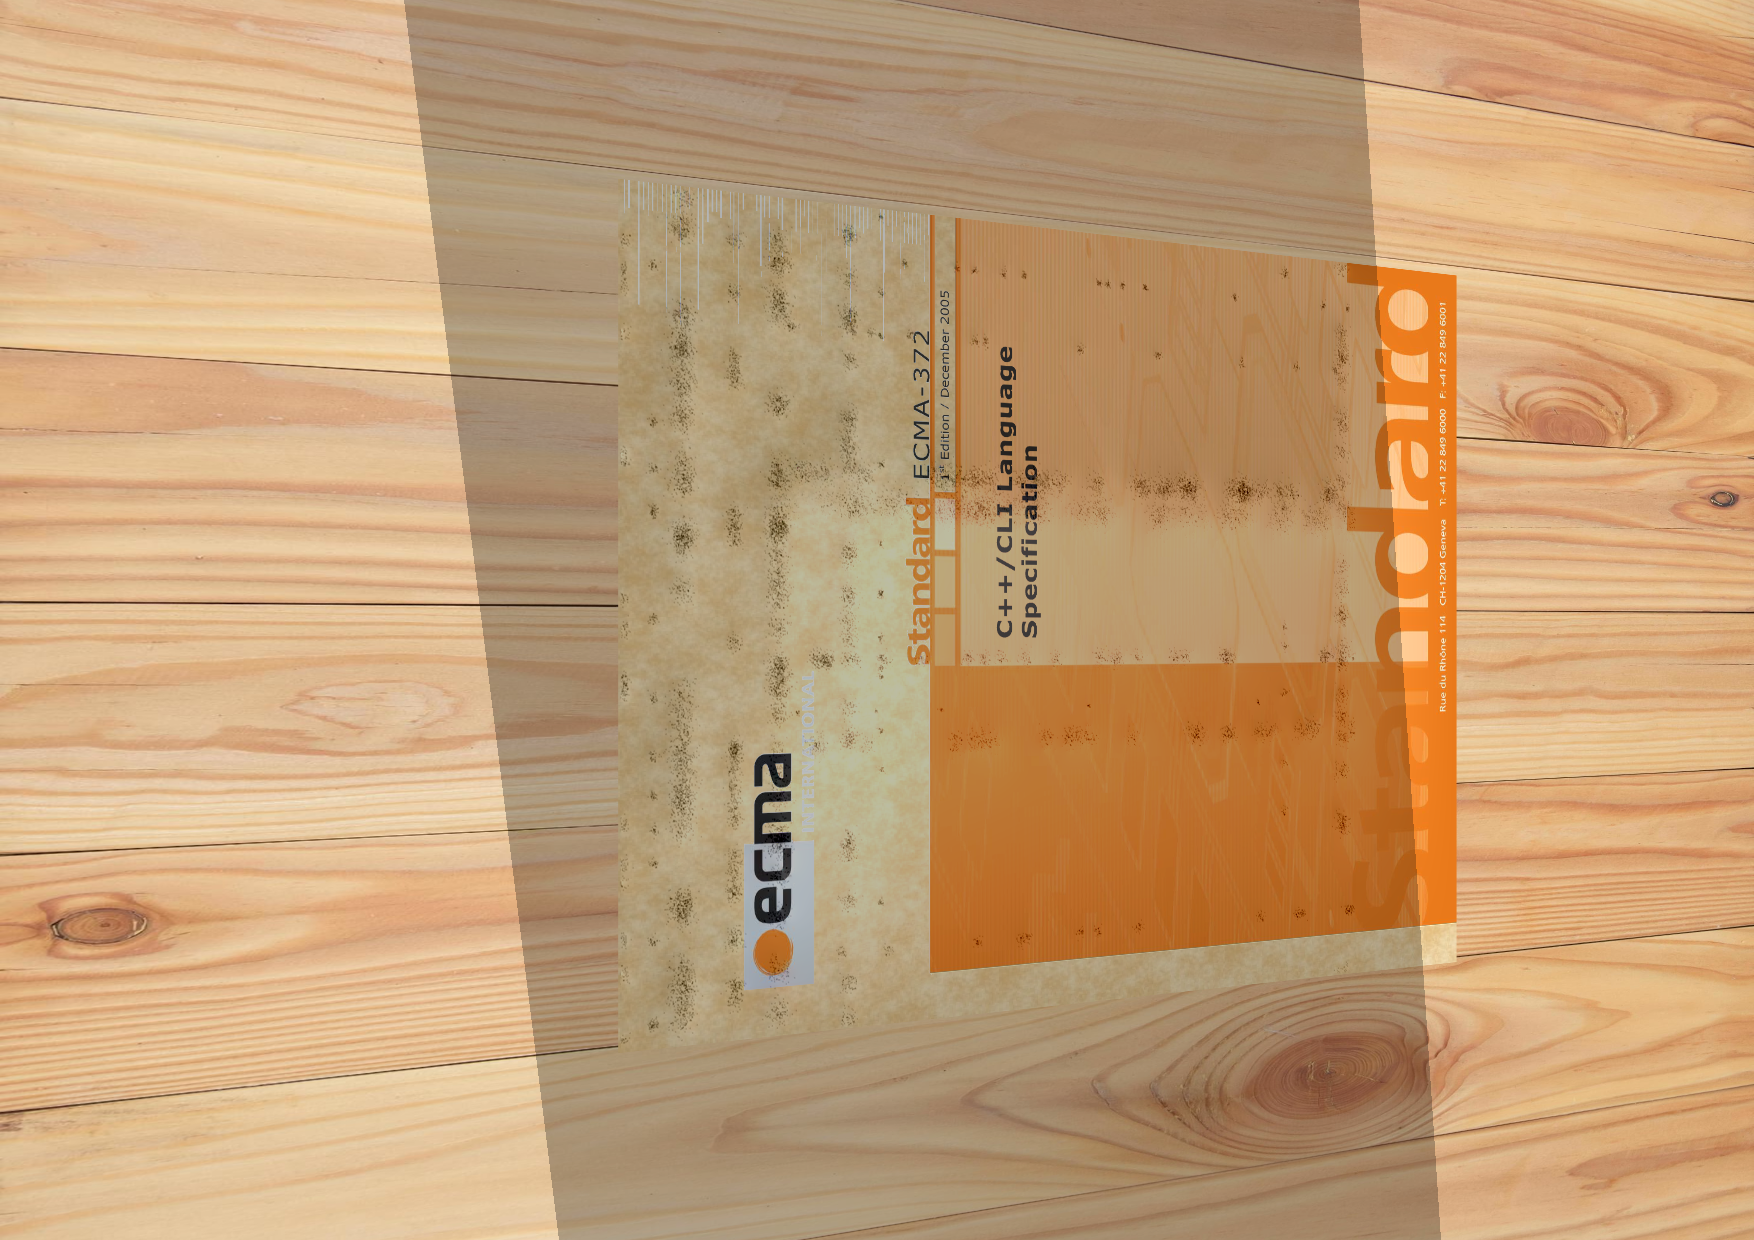 ecma
INTERNATIONAL
Standard ECMA-372
1st Edition / December 2005
C++/CLI Language
Specification
Standard
Rue du Rhône 114 CH-1204 Geneva T: +41 22 849 6000 F: +41 22 849 6001